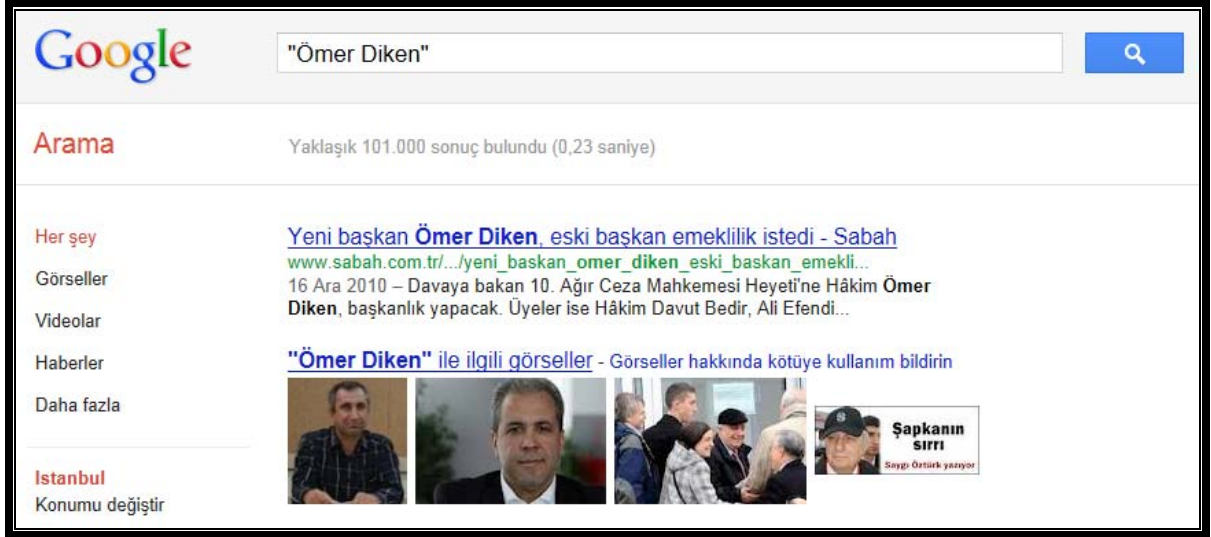 Google
"Ömer Diken"
Arama
Yaklaşık 101.000 sonuç bulundu (0,23 saniye)
Her şey
Görseller
Videolar
Haberler
Daha fazla
Istanbul
Konumu değiştir
Yeni başkan Ömer Diken, eski başkan emeklilik istedi - Sabah
www.sabah.com.tr/.../yeni_baskan_omer_diken_eski_baskan_emekli...
16 Ara 2010 – Davaya bakan 10. Ağır Ceza Mahkemesi Heyeti'ne Hâkim Ömer
Diken, başkanlık yapacak. Üyeler ise Hâkim Davut Bedir, Ali Efendi...
"Ömer Diken" ile ilgili görseller - Görseller hakkında kötüye kullanım bildirin
Şapkanın
sırrı
Saygı Öztürk yazıyor